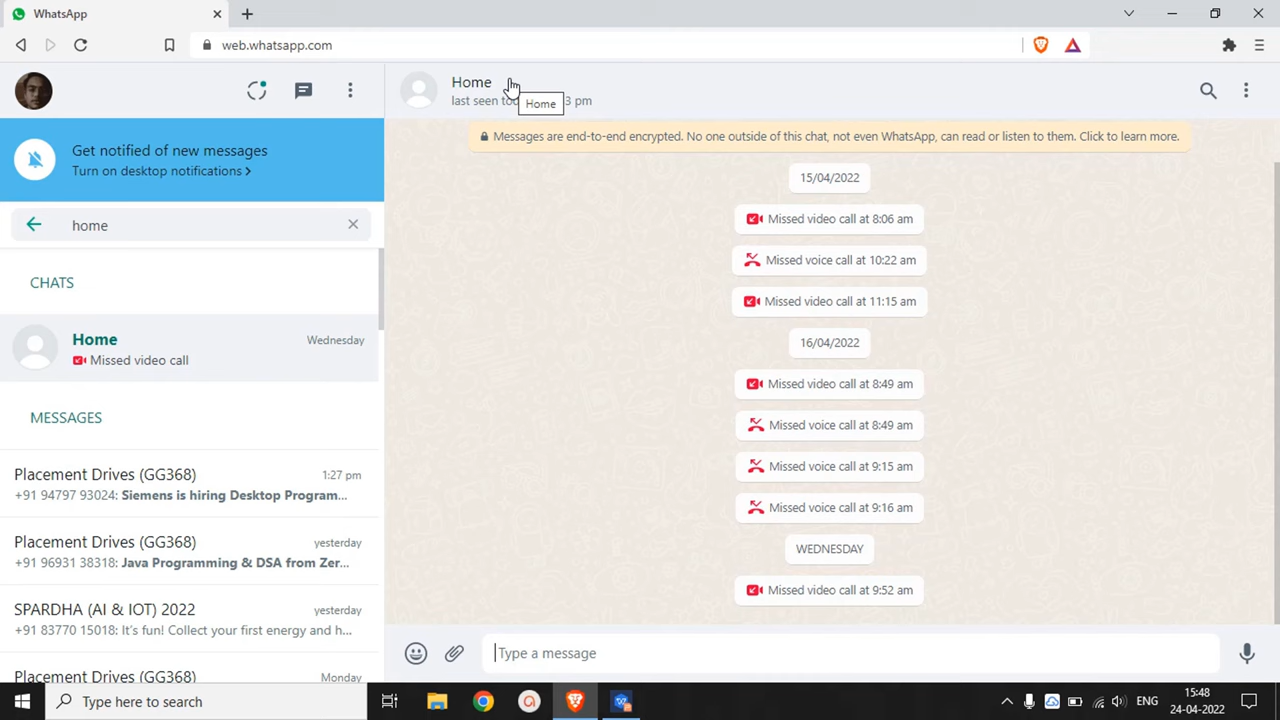 WhatsApp
web.whatsapp.com
Get notified of new messages
Turn on desktop notifications >
home
CHATS
Home
Wednesday
Missed video call
MESSAGES
Placement Drives (GG368)
1:27 pm
+91 94797 93024: Siemens is hiring Desktop Program...
Placement Drives (GG368)
yesterday
+91 96931 38318: Java Programming & DSA from Zer...
SPARDHA (AI & IOT) 2022
yesterday
+91 83770 15018: It's fun! Collect your first energy and h...
Placement Drives (GG368)
Monday
Home
last seen
3 pm
Home
Messages are end-to-end encrypted. No one outside of this chat, not even WhatsApp, can read or listen to them. Click to learn more.
15/04/2022
Missed video call at 8:06 am
Missed voice call at 10:22 am
Missed video call at 11:15 am
16/04/2022
Missed video call at 8:49 am
Missed voice call at 8:49 am
Missed voice call at 9:15 am
Missed voice call at 9:16 am
WEDNESDAY
Missed video call at 9:52 am
Type a message
Type here to search
ENG
15:48
24-04-2022